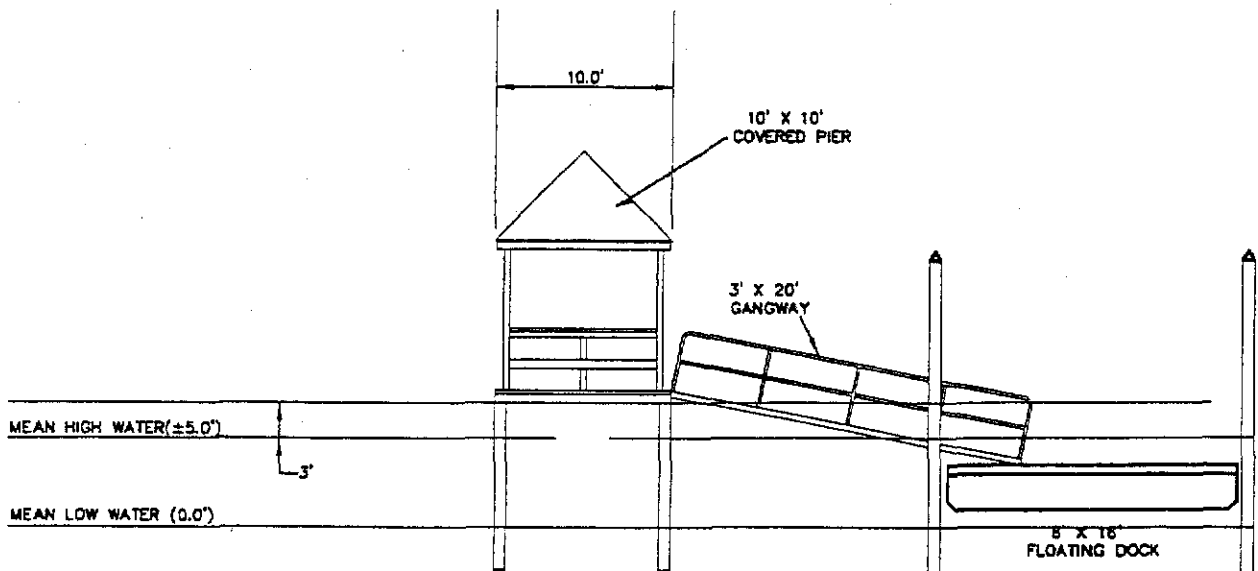 10.0'
10' X 10'
COVERED PIER
3' X 20'
GANGWAY
MEAN HIGH WATER(±5.0')
3'
MEAN LOW WATER (0.0')
8' X 16'
FLOATING DOCK